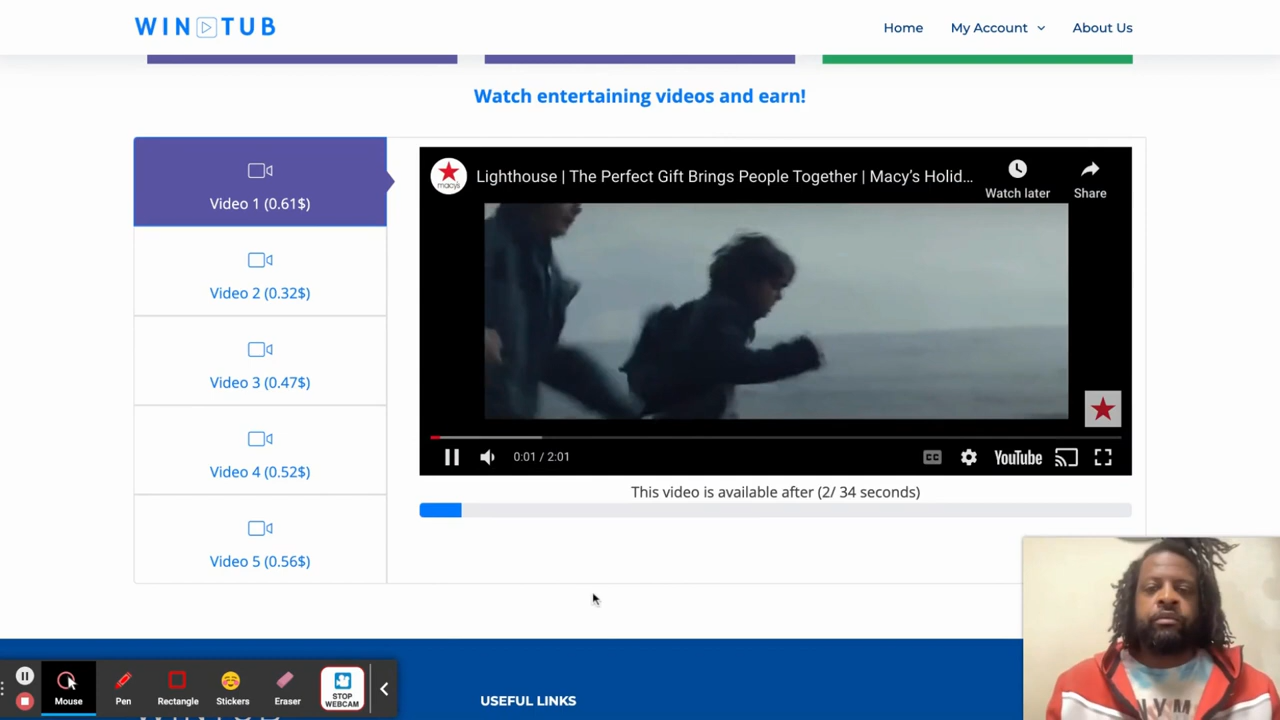 WIN TUB
Home
My Account
About Us
Watch entertaining videos and earn!
Video 1 (0.61$)
Video 2 (0.32$)
Video 3 (0.47$)
Video 4 (0.52$)
Video 5 (0.56$)
macy's
Lighthouse | The Perfect Gift Brings People Together | Macy's Holid...
Watch later
Share
0:01 / 2:01
CC
YouTube
This video is available after (2/ 34 seconds)
USEFUL LINKS
Mouse
Pen
Rectangle
Stickers
Eraser
STOP
WEBCAM
WINTUB